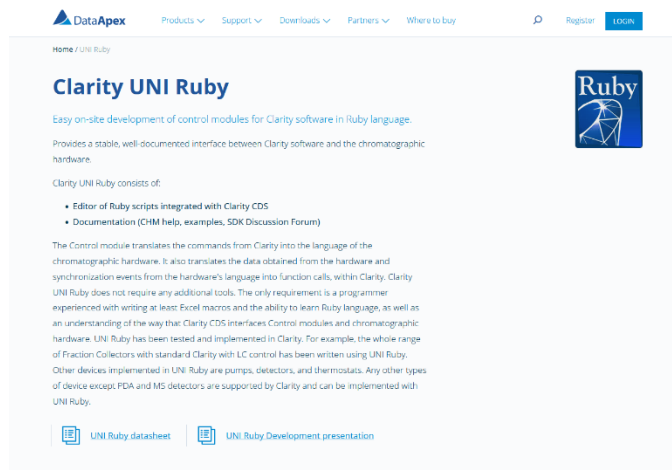 DataApex Products Support Downloads Partners Where to buy Register LOGIN
Home / UNI Ruby
Clarity UNI Ruby
Ruby
Easy on-site development of control modules for Clarity software in Ruby language.
Provides a stable, well-documented interface between Clarity software and the chromatographic
hardware.
Clarity UNI Ruby consists of:
• Editor of Ruby scripts integrated with Clarity CDS
• Documentation (CHM help, examples, SDK Discussion Forum)
The Control module translates the commands from Clarity into the language of the
chromatographic hardware. It also translates the data obtained from the hardware and
synchronization events from the hardware's language into function calls, within Clarity. Clarity
UNI Ruby does not require any additional tools. The only requirement is a programmer
experienced with writing at least Excel macros and the ability to learn Ruby language, as well as
an understanding of the way that Clarity CDS interfaces Control modules and chromatographic
hardware. UNI Ruby has been tested and implemented in Clarity. For example, the whole range
of Fraction Collectors with standard Clarity with LC control has been written using UNI Ruby.
Other devices implemented in UNI Ruby are pumps, detectors, and thermostats. Any other types
of device except PDA and MS detectors are supported by Clarity and can be implemented with
UNI Ruby.
UNI Ruby datasheet UNI Ruby Development presentation